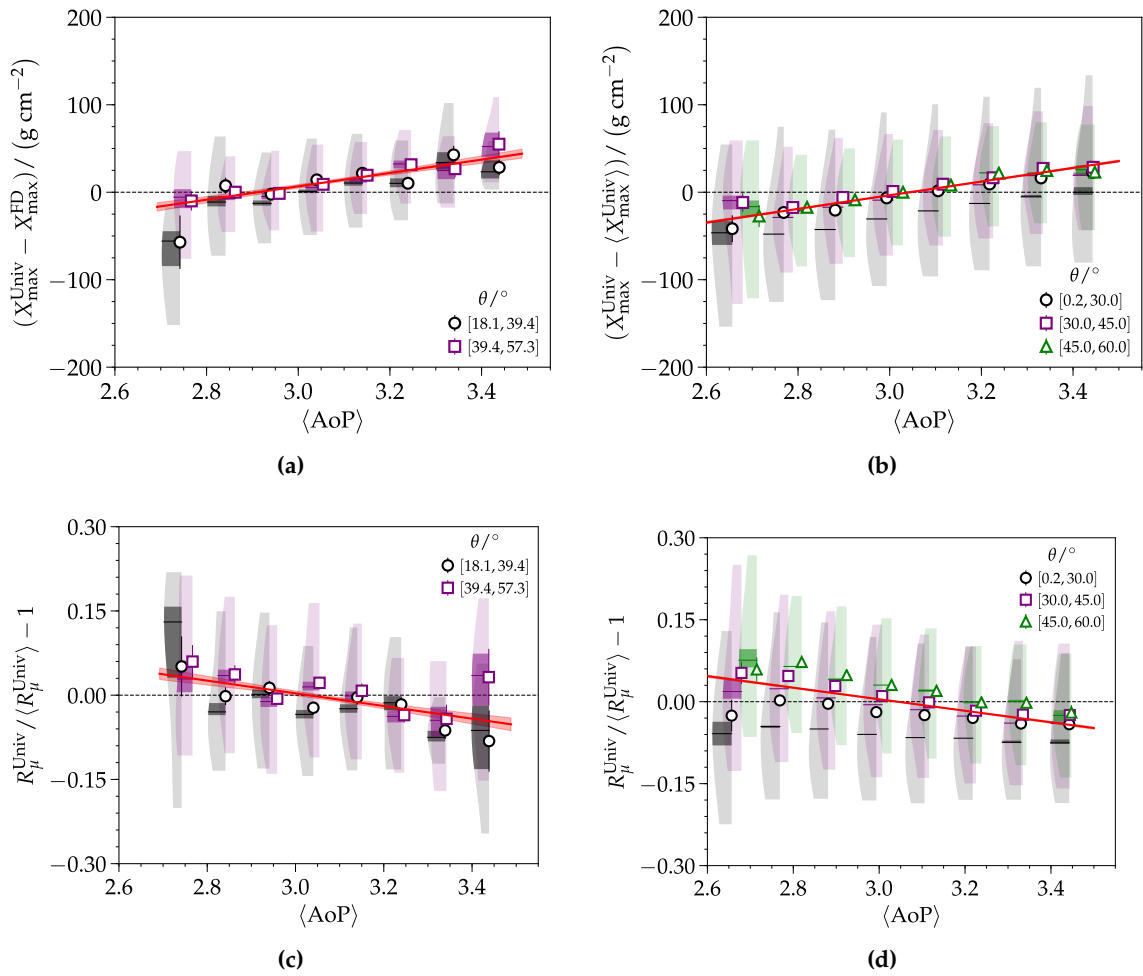 (X_max^Univ − X_max^FD) / (g cm⁻²)
200
100
0
−100
−200
2.6 2.8 3.0 3.2 3.4
⟨AoP⟩
θ/°
[18.1, 39.4]
[39.4, 57.3]
(a)
(X_max^Univ − ⟨X_max^Univ⟩) / (g cm⁻²)
200
100
0
−100
−200
2.6 2.8 3.0 3.2 3.4
⟨AoP⟩
θ/°
[0.2, 30.0]
[30.0, 45.0]
[45.0, 60.0]
(b)
R_μ^Univ / ⟨R_μ^Univ⟩ − 1
0.30
0.15
0.00
−0.15
−0.30
2.6 2.8 3.0 3.2 3.4
⟨AoP⟩
θ/°
[18.1, 39.4]
[39.4, 57.3]
(c)
R_μ^Univ / ⟨R_μ^Univ⟩ − 1
0.30
0.15
0.00
−0.15
−0.30
2.6 2.8 3.0 3.2 3.4
⟨AoP⟩
θ/°
[0.2, 30.0]
[30.0, 45.0]
[45.0, 60.0]
(d)